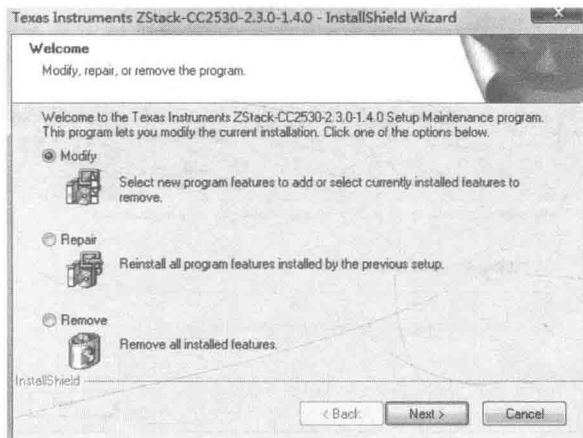 Texas Instruments ZStack-CC2530-2.3.0-1.4.0 - InstallShield Wizard
Welcome
Modify, repair, or remove the program.
Welcome to the Texas Instruments ZStack-CC2530-2.3.0-1.4.0 Setup Maintenance program.
This program lets you modify the current installation. Click one of the options below.
Modify
Select new program features to add or select currently installed features to
remove.
Repair
Reinstall all program features installed by the previous setup.
Remove
Remove all installed features.
InstallShield
< Back
Next >
Cancel